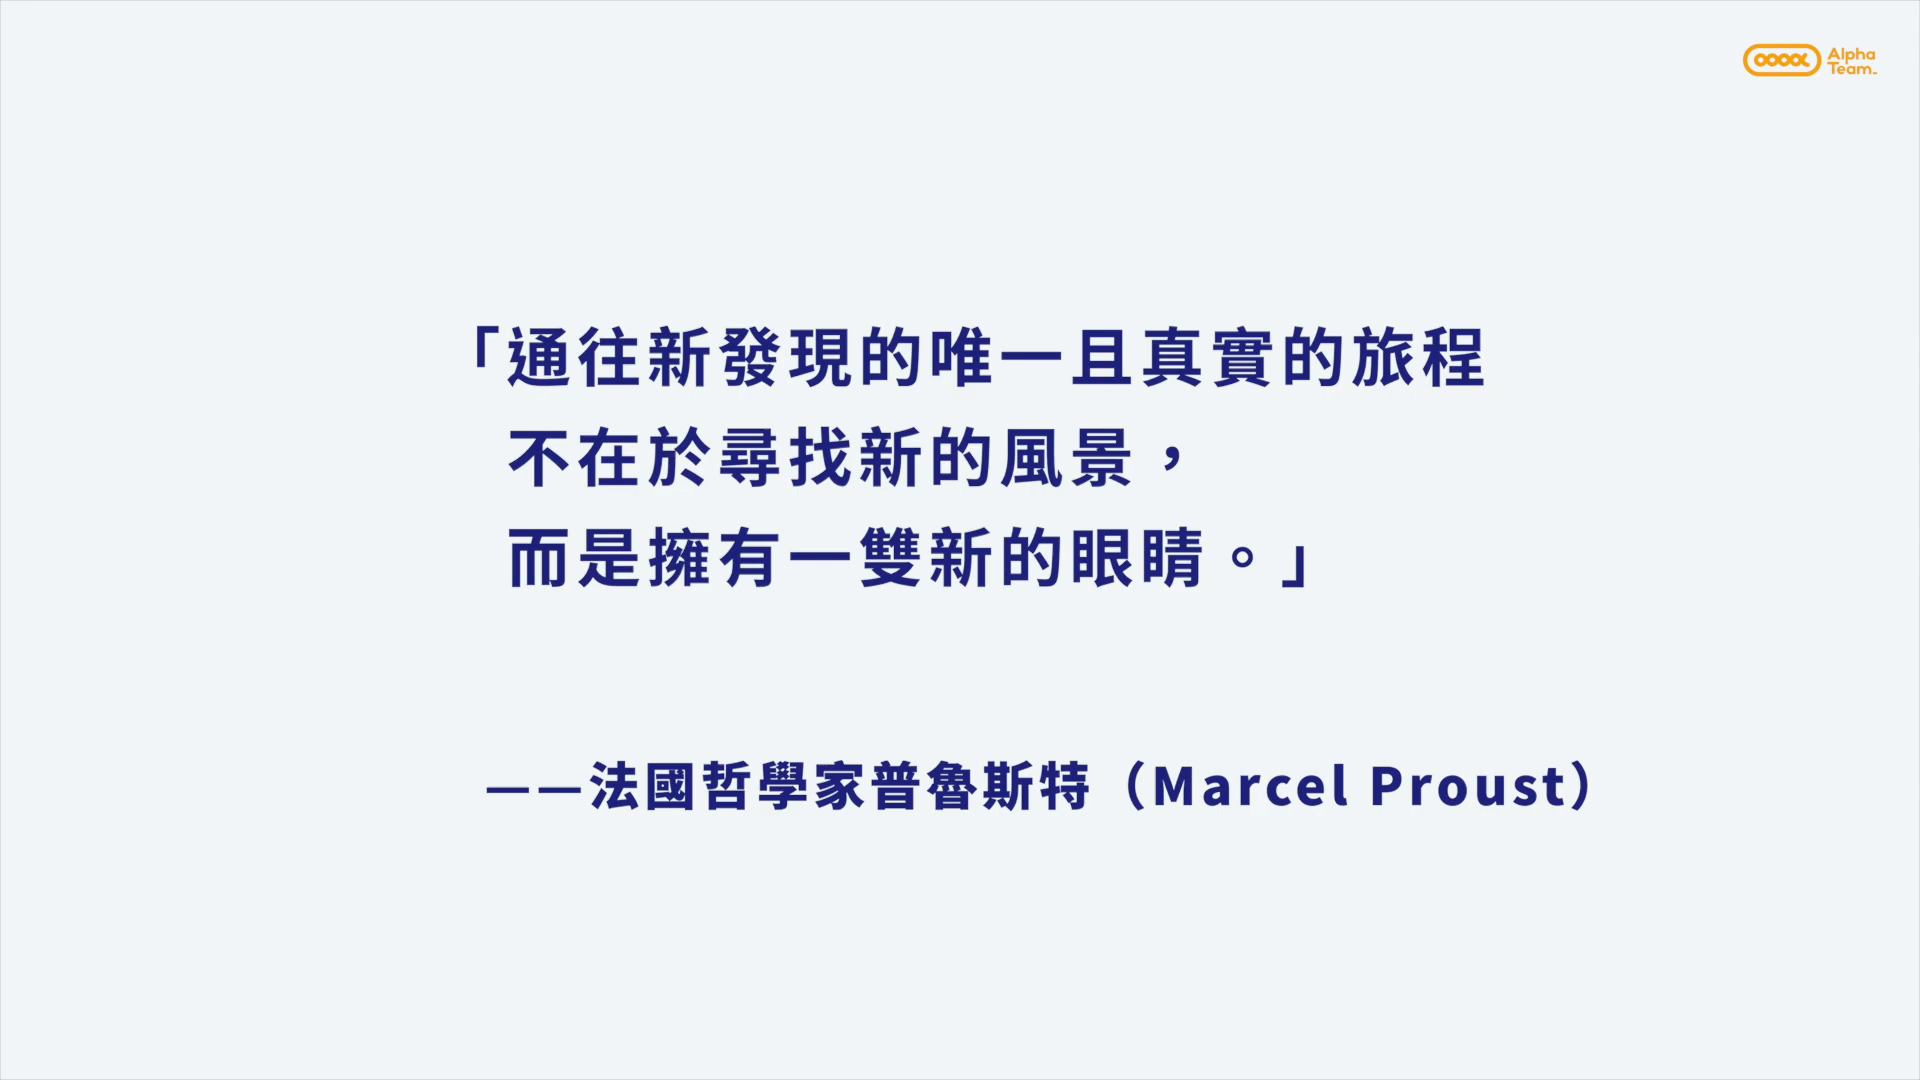 Alpha
Team_
「通往新發現的唯一且真實的旅程
不在於尋找新的風景，
而是擁有一雙新的眼睛。」
——法國哲學家普魯斯特（Marcel Proust）